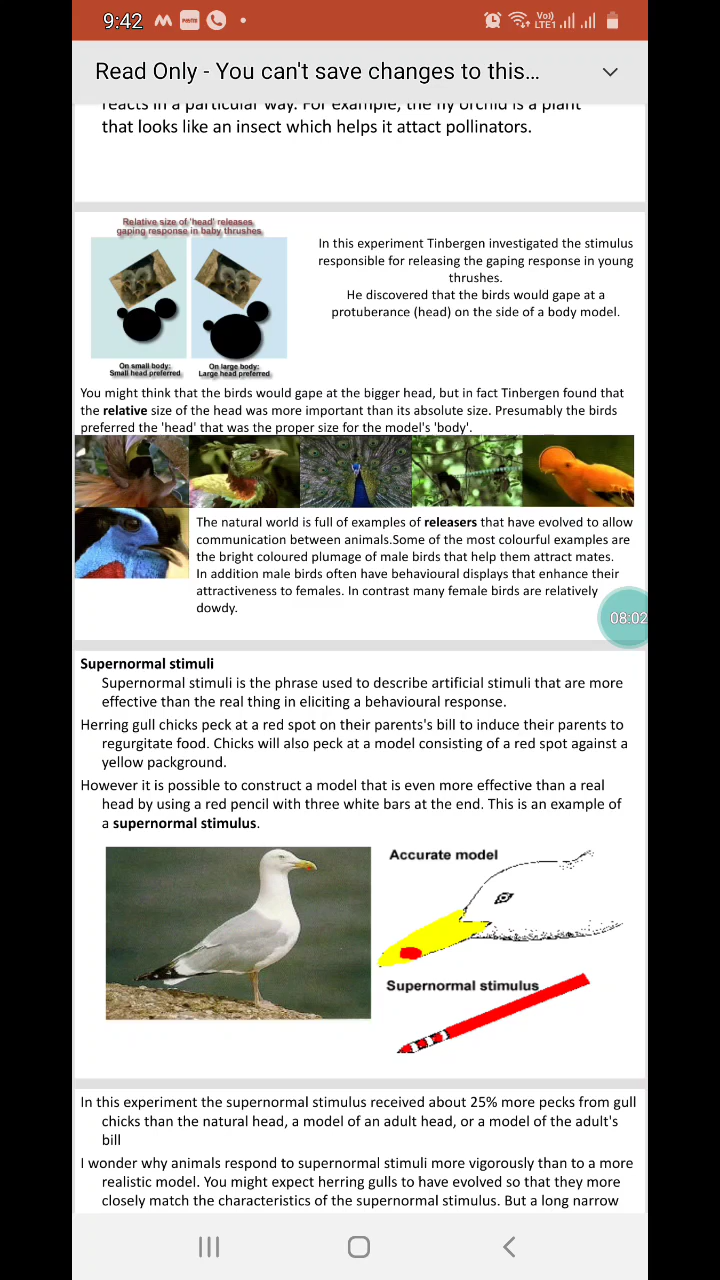 9:42
Paytm
Vo)
LTE1
Read Only - You can't save changes to this...
reacts in a particular way. For example, the fly orchid is a plant
that looks like an insect which helps it attact pollinators.
Relative size of 'head' releases
gaping response in baby thrushes
On small body:
Small head preferred
On large body:
Large head preferred
In this experiment Tinbergen investigated the stimulus
responsible for releasing the gaping response in young
thrushes.
He discovered that the birds would gape at a
protuberance (head) on the side of a body model.
You might think that the birds would gape at the bigger head, but in fact Tinbergen found that
the relative size of the head was more important than its absolute size. Presumably the birds
preferred the 'head' that was the proper size for the model's 'body'.
The natural world is full of examples of releasers that have evolved to allow
communication between animals.Some of the most colourful examples are
the bright coloured plumage of male birds that help them attract mates.
In addition male birds often have behavioural displays that enhance their
attractiveness to females. In contrast many female birds are relatively
dowdy.
08:02
Supernormal stimuli
Supernormal stimuli is the phrase used to describe artificial stimuli that are more
effective than the real thing in eliciting a behavioural response.
Herring gull chicks peck at a red spot on their parents's bill to induce their parents to
regurgitate food. Chicks will also peck at a model consisting of a red spot against a
yellow packground.
However it is possible to construct a model that is even more effective than a real
head by using a red pencil with three white bars at the end. This is an example of
a supernormal stimulus.
Accurate model
Supernormal stimulus
In this experiment the supernormal stimulus received about 25% more pecks from gull
chicks than the natural head, a model of an adult head, or a model of the adult's
bill
I wonder why animals respond to supernormal stimuli more vigorously than to a more
realistic model. You might expect herring gulls to have evolved so that they more
closely match the characteristics of the supernormal stimulus. But a long narrow